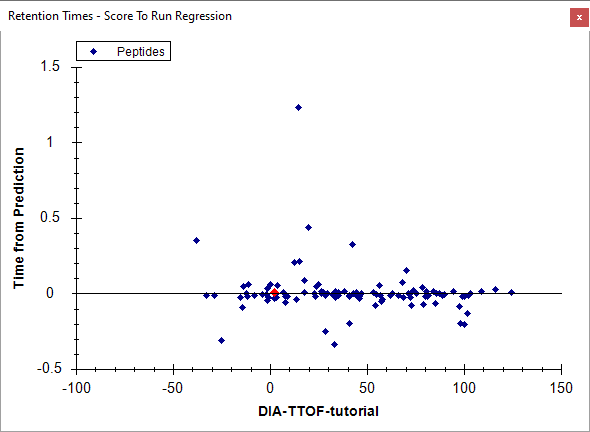 Retention Times - Score To Run Regression
x
Peptides
1.5
1
0.5
0
-0.5
Time from Prediction
-100 -50 0 50 100 150
DIA-TTOF-tutorial